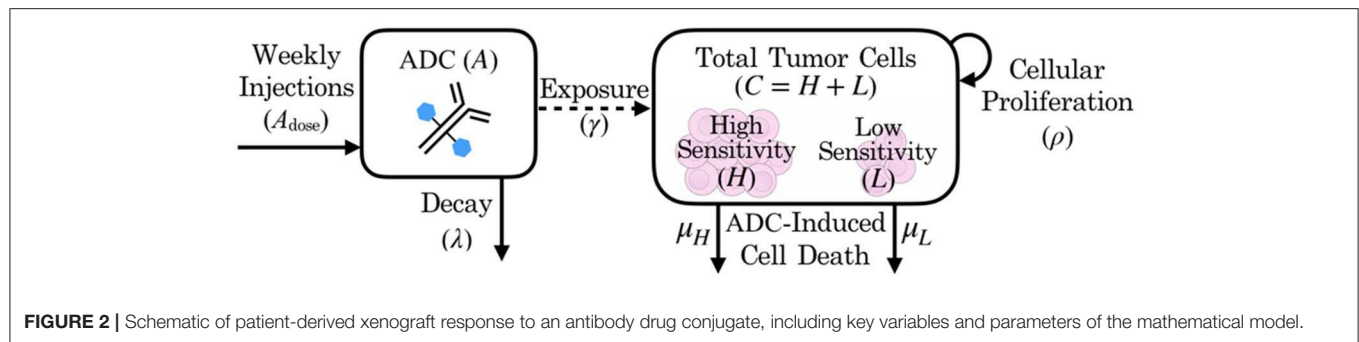 Weekly
Injections
(A_dose)
ADC (A)
Exposure
(γ)
Decay
(λ)
Total Tumor Cells
(C = H + L)
High
Sensitivity
(H)
Low
Sensitivity
(L)
Cellular
Proliferation
(ρ)
μ_H
ADC-Induced
Cell Death
μ_L
FIGURE 2 | Schematic of patient-derived xenograft response to an antibody drug conjugate, including key variables and parameters of the mathematical model.